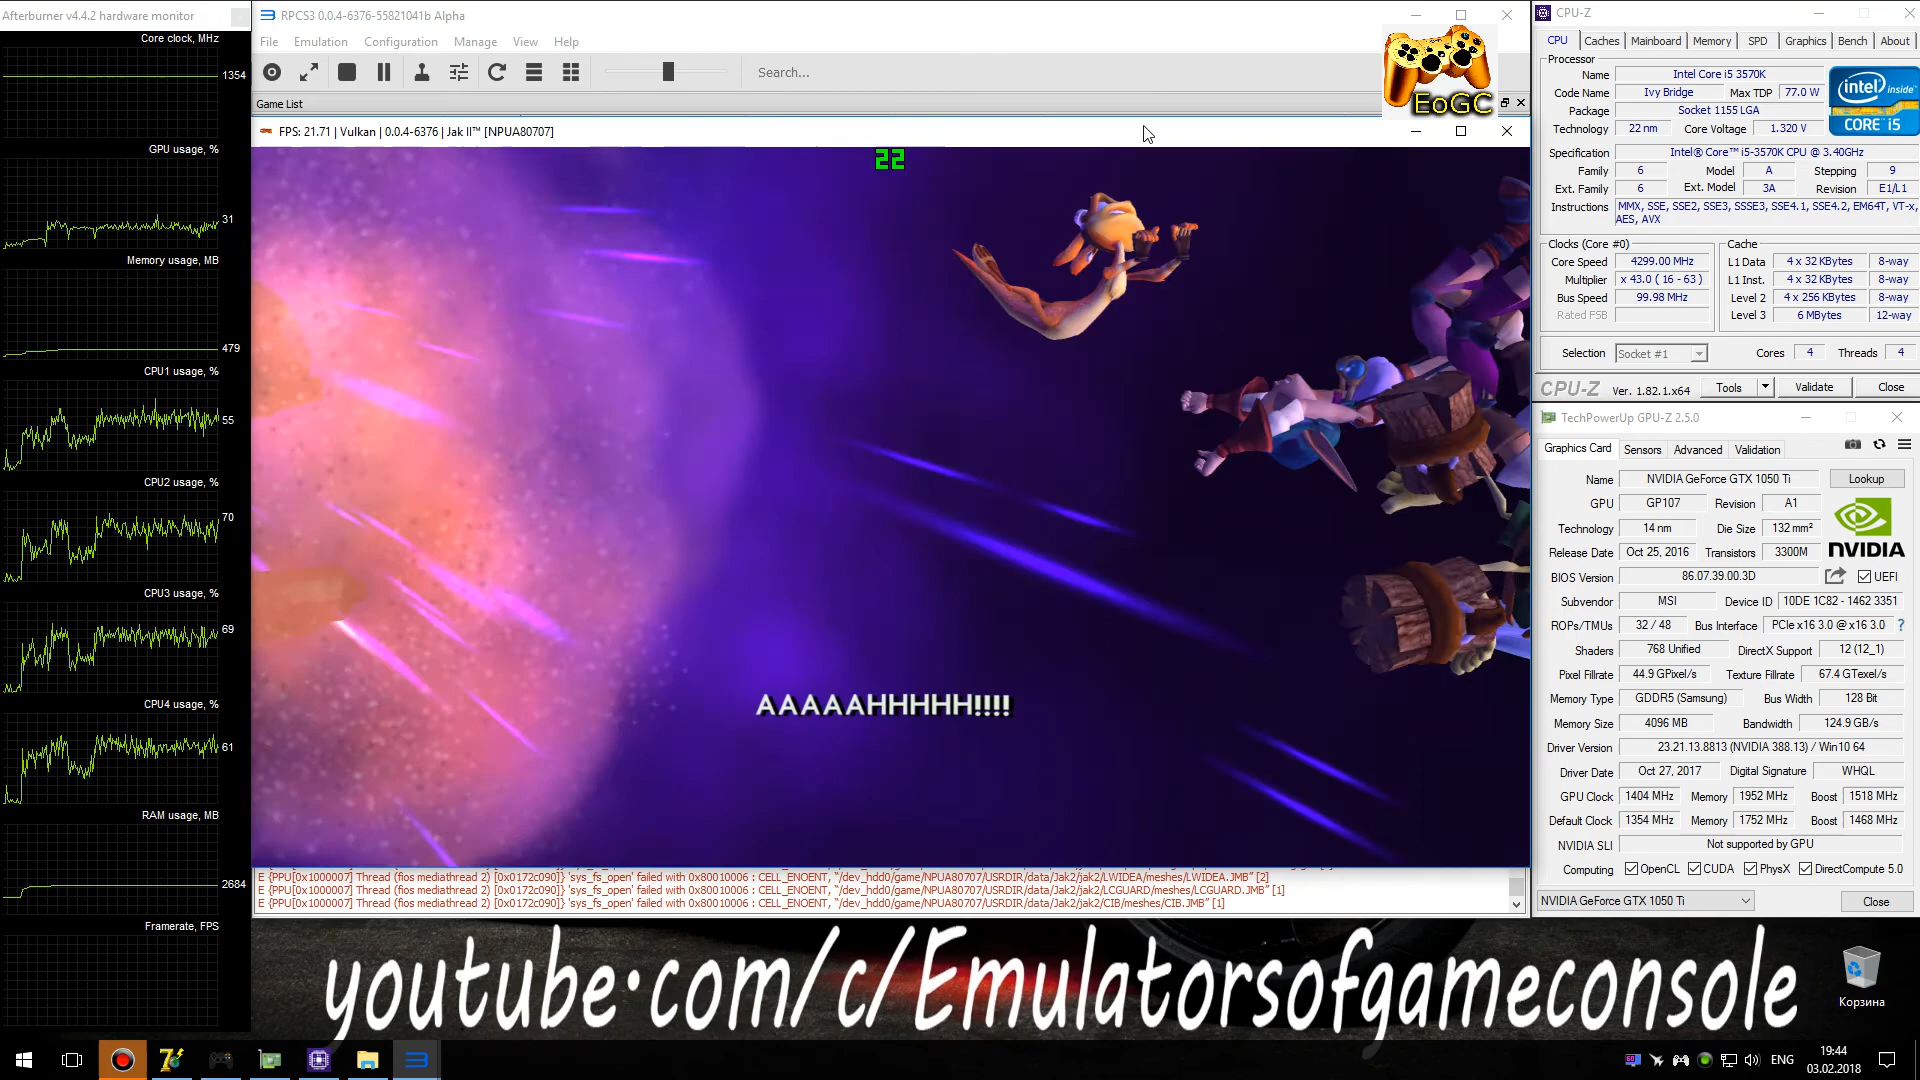 Afterburner v4.4.2 hardware monitor
Core clock, MHz
1354
GPU usage, %
31
Memory usage, MB
479
CPU1 usage, %
55
CPU2 usage, %
70
CPU3 usage, %
69
CPU4 usage, %
61
RAM usage, MB
2684
Framerate, FPS
RPCS3 0.0.4-6376-55821041b Alpha
File Emulation Configuration Manage View Help
Search...
Game List
EoGC
FPS: 21.71 | Vulkan | 0.0.4-6376 | Jak II™ [NPUA80707]
22
AAAAAHHHHH!!!!
E {PPU[0x1000007] Thread (fios mediathread 2) [0x0172c090]} 'sys_fs_open' failed with 0x80010006 : CELL_ENOENT, “/dev_hdd0/game/NPUA80707/USRDIR/data/Jak2/jak2/LWIDEA/meshes/LWIDEA.JMB” [2]
E {PPU[0x1000007] Thread (fios mediathread 2) [0x0172c090]} 'sys_fs_open' failed with 0x80010006 : CELL_ENOENT, “/dev_hdd0/game/NPUA80707/USRDIR/data/Jak2/jak2/LCGUARD/meshes/LCGUARD.JMB” [1]
E {PPU[0x1000007] Thread (fios mediathread 2) [0x0172c090]} 'sys_fs_open' failed with 0x80010006 : CELL_ENOENT, “/dev_hdd0/game/NPUA80707/USRDIR/data/Jak2/jak2/CIB/meshes/CIB.JMB” [1]
CPU-Z
CPU Caches Mainboard Memory SPD Graphics Bench About
Processor
Name Intel Core i5 3570K
Code Name Ivy Bridge Max TDP 77.0 W
Package Socket 1155 LGA
Technology 22 nm Core Voltage 1.320 V
intel inside™
CORE i5
Specification Intel® Core™ i5-3570K CPU @ 3.40GHz
Family 6 Model A Stepping 9
Ext. Family 6 Ext. Model 3A Revision E1/L1
Instructions MMX, SSE, SSE2, SSE3, SSSE3, SSE4.1, SSE4.2, EM64T, VT-x,
AES, AVX
Clocks (Core #0) Cache
Core Speed 4299.00 MHz L1 Data 4 x 32 KBytes 8-way
Multiplier x 43.0 ( 16 - 63 ) L1 Inst. 4 x 32 KBytes 8-way
Bus Speed 99.98 MHz Level 2 4 x 256 KBytes 8-way
Rated FSB Level 3 6 MBytes 12-way
Selection Socket #1 Cores 4 Threads 4
CPU-Z Ver. 1.82.1.x64 Tools Validate Close
TechPowerUp GPU-Z 2.5.0
Graphics Card Sensors Advanced Validation
Name NVIDIA GeForce GTX 1050 Ti Lookup
GPU GP107 Revision A1
Technology 14 nm Die Size 132 mm²
Release Date Oct 25, 2016 Transistors 3300M
NVIDIA
BIOS Version 86.07.39.00.3D UEFI
Subvendor MSI Device ID 10DE 1C82 - 1462 3351
ROPs/TMUs 32 / 48 Bus Interface PCIe x16 3.0 @ x16 3.0 ?
Shaders 768 Unified DirectX Support 12 (12_1)
Pixel Fillrate 44.9 GPixel/s Texture Fillrate 67.4 GTexel/s
Memory Type GDDR5 (Samsung) Bus Width 128 Bit
Memory Size 4096 MB Bandwidth 124.9 GB/s
Driver Version 23.21.13.8813 (NVIDIA 388.13) / Win10 64
Driver Date Oct 27, 2017 Digital Signature WHQL
GPU Clock 1404 MHz Memory 1952 MHz Boost 1518 MHz
Default Clock 1354 MHz Memory 1752 MHz Boost 1468 MHz
NVIDIA SLI Not supported by GPU
Computing OpenCL CUDA PhysX DirectCompute 5.0
NVIDIA GeForce GTX 1050 Ti Close
youtube.com/c/Emulatorsofgameconsole
Корзина
ENG
19:44
03.02.2018